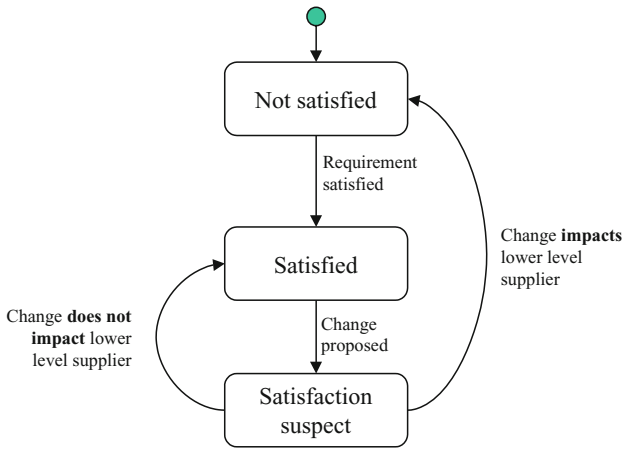 Not satisfied
Requirement
satisfied
Change impacts
lower level
supplier
Satisfied
Change does not
impact lower
level supplier
Change
proposed
Satisfaction
suspect